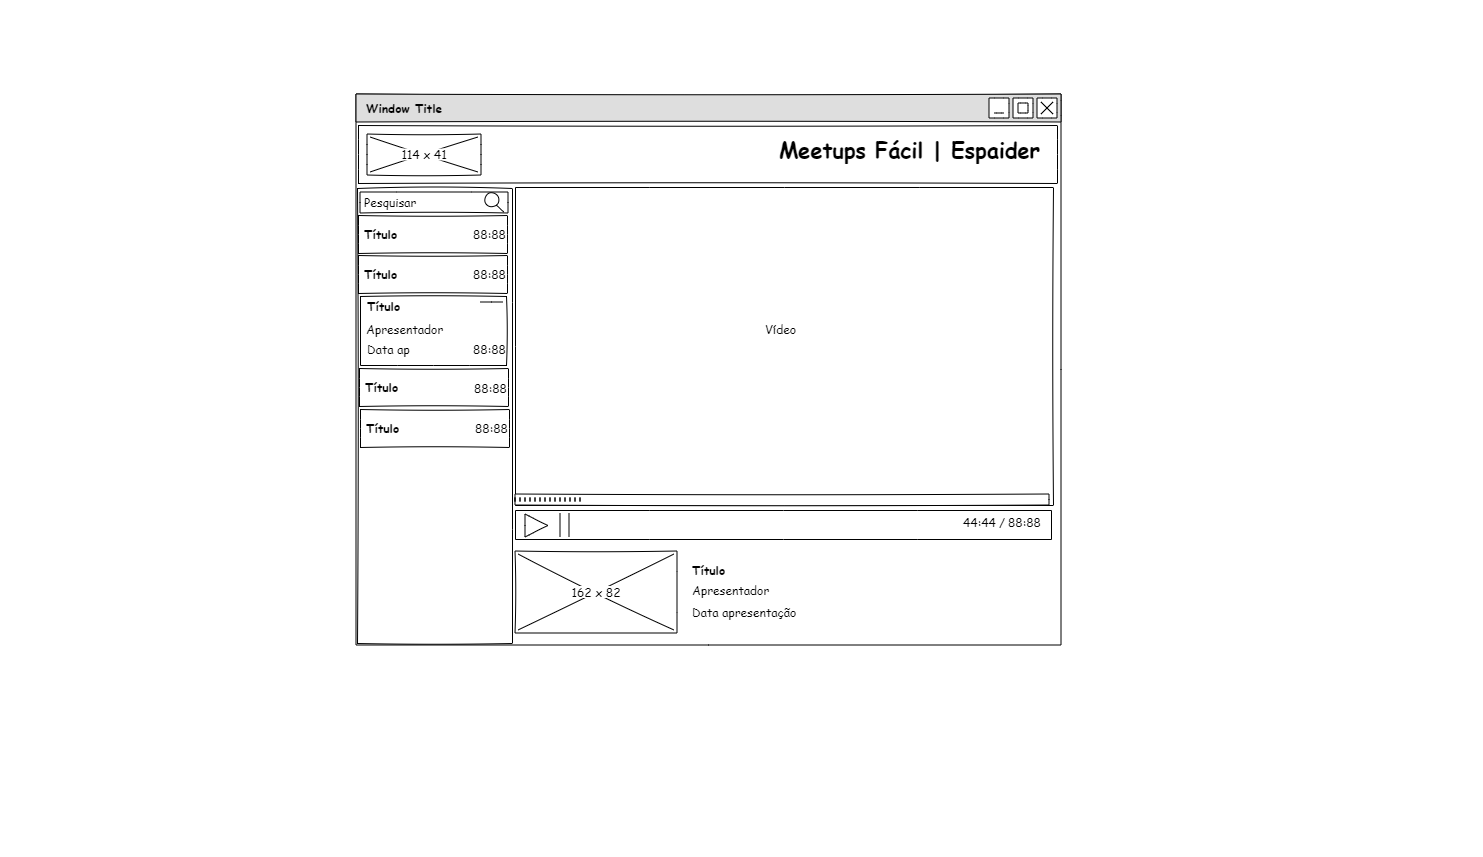 Window Title
114 x 41
Meetups Fácil | Espaider
Pesquisar
Título 88:88
Título 88:88
Título
Apresentador
Data ap 88:88
Título 88:88
Título 88:88
Vídeo
44:44 / 88:88
162 x 82
Título
Apresentador
Data apresentação